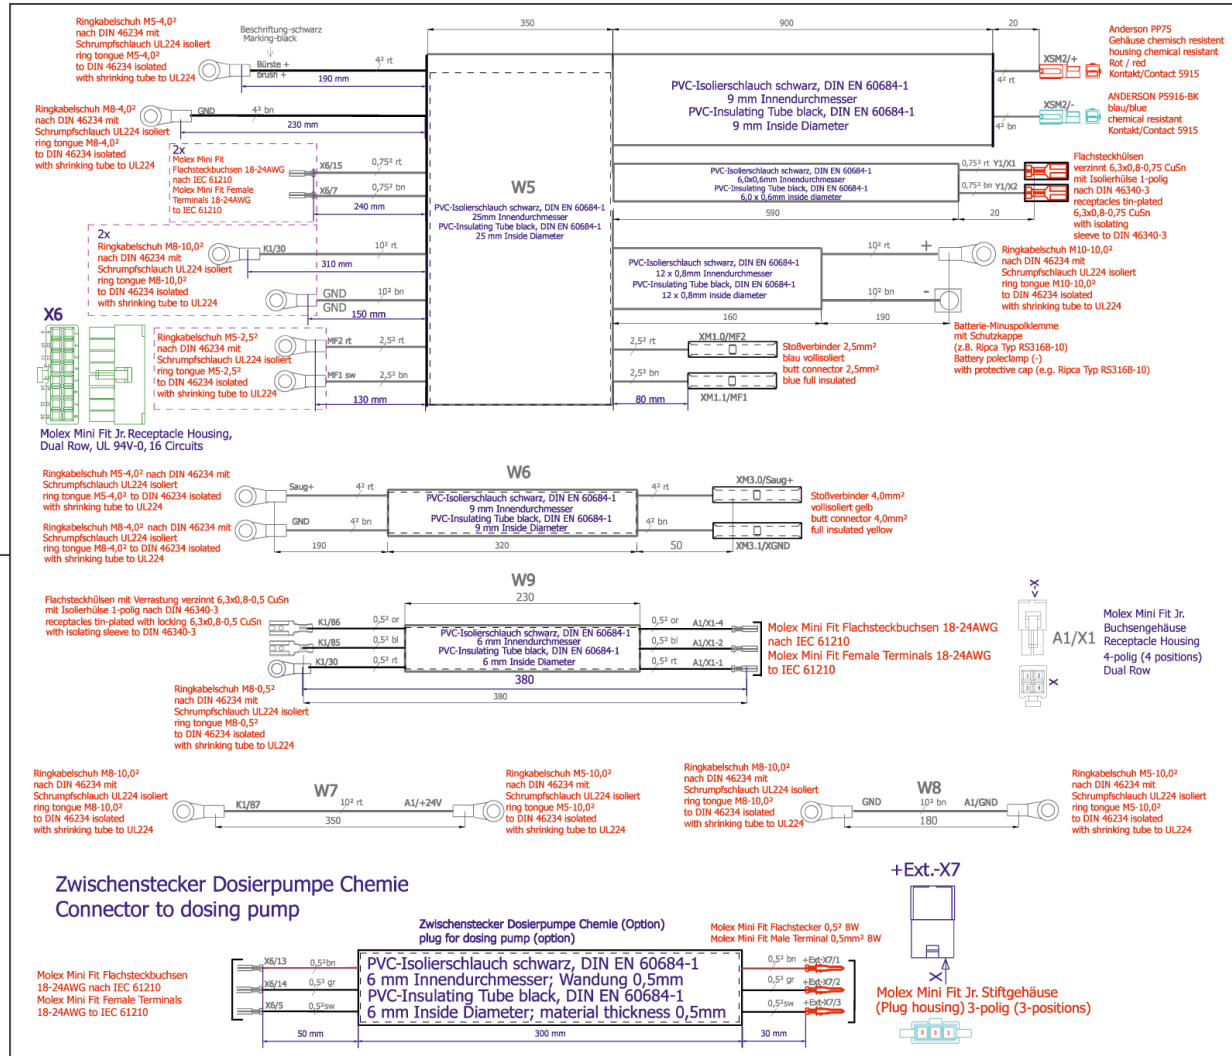 Ringkabelschuh M5-4,0²
nach DIN 46234 mit
Schrumpfschlauch UL224 isoliert
ring tongue M5-4,0²
to DIN 46234 isolated
with shrinking tube to UL224
Beschriftung-schwarz
Marking-black
Bürste +
brush +
4² rt
190 mm
Ringkabelschuh M8-4,0²
nach DIN 46234 mit
Schrumpfschlauch UL224 isoliert
ring tongue M8-4,0²
to DIN 46234 isolated
with shrinking tube to UL224
GND
4² bn
230 mm
2x
Molex Mini Fit
Flachsteckbuchsen 18-24AWG
nach IEC 61210
Molex Mini Fit Female
Terminals 18-24AWG
to IEC 61210
X6/15
0,75² rt
X6/7
0,75² bn
240 mm
2x
Ringkabelschuh M8-10,0²
nach DIN 46234 mit
Schrumpfschlauch UL224 isoliert
ring tongue M8-10,0²
to DIN 46234 isolated
with shrinking tube to UL224
K1/30
10² rt
310 mm
GND
GND
10² bn
150 mm
X6
Ringkabelschuh M5-2,5²
nach DIN 46234 mit
Schrumpfschlauch UL224 isoliert
ring tongue M5-2,5²
to DIN 46234 isolated
with shrinking tube to UL224
MF2 rt
2,5² rt
MF1 sw
2,5² bn
130 mm
Molex Mini Fit Jr. Receptacle Housing,
Dual Row, UL 94V-0, 16 Circuits
350
900
20
W5
PVC-Isolierschlauch schwarz, DIN EN 60684-1
25mm Innendurchmesser
PVC-Insulating Tube black, DIN EN 60684-1
25 mm Inside Diameter
PVC-Isolierschlauch schwarz, DIN EN 60684-1
9 mm Innendurchmesser
PVC-Insulating Tube black, DIN EN 60684-1
9 mm Inside Diameter
4² rt
XSM2/+
4² bn
XSM2/-
Anderson PP75
Gehäuse chemisch resistent
housing chemical resistant
Rot / red
Kontakt/Contact 5915
ANDERSON P5916-BK
blau/blue
chemical resistant
Kontakt/Contact 5915
PVC-Isolierschlauch schwarz, DIN EN 60684-1
6,0x0,6mm Innendurchmesser
PVC-Insulating Tube black, DIN EN 60684-1
6,0 x 0,6mm inside diameter
0,75² rt
Y1/X1
0,75² bn
Y1/X2
590
20
Flachsteckhülsen
verzinnt 6,3x0,8-0,75 CuSn
mit Isolierhülse 1-polig
nach DIN 46340-3
receptacles tin-plated
6,3x0,8-0,75 CuSn
with isolating
sleeve to DIN 46340-3
PVC-Isolierschlauch schwarz, DIN EN 60684-1
12 x 0,8mm Innendurchmesser
PVC-Insulating Tube black, DIN EN 60684-1
12 x 0,8mm inside diameter
10² rt
+
10² bn
-
160
190
Ringkabelschuh M10-10,0²
nach DIN 46234 mit
Schrumpfschlauch UL224 isoliert
ring tongue M10-10,0²
to DIN 46234 isolated
with shrinking tube to UL224
Batterie-Minuspolklemme
mit Schutzkappe
(z.B. Ripca Typ RS316B-10)
Battery poleclamp (-)
with protective cap (e.g. Ripca Typ RS316B-10)
2,5² rt
XM1.0/MF2
2,5² bn
XM1.1/MF1
80 mm
Stoßverbinder 2,5mm²
blau vollisoliert
butt connector 2,5mm²
blue full insulated
W6
Ringkabelschuh M5-4,0² nach DIN 46234 mit
Schrumpfschlauch UL224 isoliert
ring tongue M5-4,0² to DIN 46234 isolated
with shrinking tube to UL224
Ringkabelschuh M8-4,0² nach DIN 46234 mit
Schrumpfschlauch UL224 isoliert
ring tongue M8-4,0² to DIN 46234 isolated
with shrinking tube to UL224
Saug+
4² rt
GND
4² bn
PVC-Isolierschlauch schwarz, DIN EN 60684-1
9 mm Innendurchmesser
PVC-Insulating Tube black, DIN EN 60684-1
9 mm Inside Diameter
4² rt
XM3.0/Saug+
4² bn
XM3.1/XGND
190
320
50
Stoßverbinder 4,0mm²
vollisoliert gelb
butt connector 4,0mm²
full insulated yellow
W9
230
Flachsteckhülsen mit Verrastung verzinnt 6,3x0,8-0,5 CuSn
mit Isolierhülse 1-polig nach DIN 46340-3
receptacles tin-plated with locking 6,3x0,8-0,5 CuSn
with isolating sleeve to DIN 46340-3
K1/86
0,5² or
K1/85
0,5² bl
K1/30
0,5² rt
PVC-Isolierschlauch schwarz, DIN EN 60684-1
6 mm Innendurchmesser
PVC-Insulating Tube black, DIN EN 60684-1
6 mm Inside Diameter
0,5² or
A1/X1-4
0,5² bl
A1/X1-2
0,5² rt
A1/X1-1
380
380
Ringkabelschuh M8-0,5²
nach DIN 46234 mit
Schrumpfschlauch UL224 isoliert
ring tongue M8-0,5²
to DIN 46234 isolated
with shrinking tube to UL224
Molex Mini Fit Flachsteckbuchsen 18-24AWG
nach IEC 61210
Molex Mini Fit Female Terminals 18-24AWG
to IEC 61210
<-X
A1/X1
X
Molex Mini Fit Jr.
Buchsengehäuse
Receptacle Housing
4-polig (4 positions)
Dual Row
Ringkabelschuh M8-10,0²
nach DIN 46234 mit
Schrumpfschlauch UL224 isoliert
ring tongue M8-10,0²
to DIN 46234 isolated
with shrinking tube to UL224
W7
K1/87
10² rt
A1/+24V
350
Ringkabelschuh M5-10,0²
nach DIN 46234 mit
Schrumpfschlauch UL224 isoliert
ring tongue M5-10,0²
to DIN 46234 isolated
with shrinking tube to UL224
Ringkabelschuh M8-10,0²
nach DIN 46234 mit
Schrumpfschlauch UL224 isoliert
ring tongue M8-10,0²
to DIN 46234 isolated
with shrinking tube to UL224
W8
GND
10² bn
A1/GND
180
Ringkabelschuh M5-10,0²
nach DIN 46234 mit
Schrumpfschlauch UL224 isoliert
ring tongue M5-10,0²
to DIN 46234 isolated
with shrinking tube to UL224
Zwischenstecker Dosierpumpe Chemie
Connector to dosing pump
Zwischenstecker Dosierpumpe Chemie (Option)
plug for dosing pump (option)
Molex Mini Fit Flachstecker 0,5² BW
Molex Mini Fit Male Terminal 0,5mm² BW
Molex Mini Fit Flachsteckbuchsen
18-24AWG nach IEC 61210
Molex Mini Fit Female Terminals
18-24AWG to IEC 61210
X6/13
0,5²bn
X6/14
0,5² gr
X6/5
0,5²sw
PVC-Isolierschlauch schwarz, DIN EN 60684-1
6 mm Innendurchmesser; Wandung 0,5mm
PVC-Insulating Tube black, DIN EN 60684-1
6 mm Inside Diameter; material thickness 0,5mm
0,5² bn
+Ext-X7/1
0,5² gr
+Ext-X7/2
0,5²sw
+Ext-X7/3
50 mm
300 mm
30 mm
+Ext.-X7
X
Molex Mini Fit Jr. Stiftgehäuse
(Plug housing) 3-polig (3-positions)
3 2 1